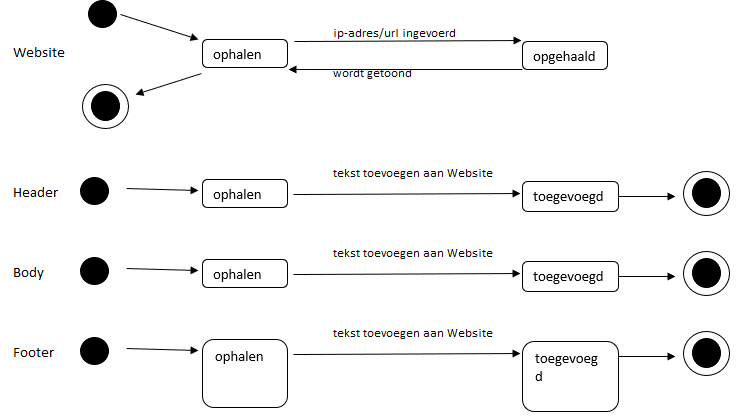 ip-adres/url ingevoerd
Website
ophalen
opgehaald
wordt getoond
tekst toevoegen aan Website
Header
ophalen
toegevoegd
tekst toevoegen aan Website
Body
ophalen
toegevoegd
tekst toevoegen aan Website
Footer
ophalen
toegevoeg
d